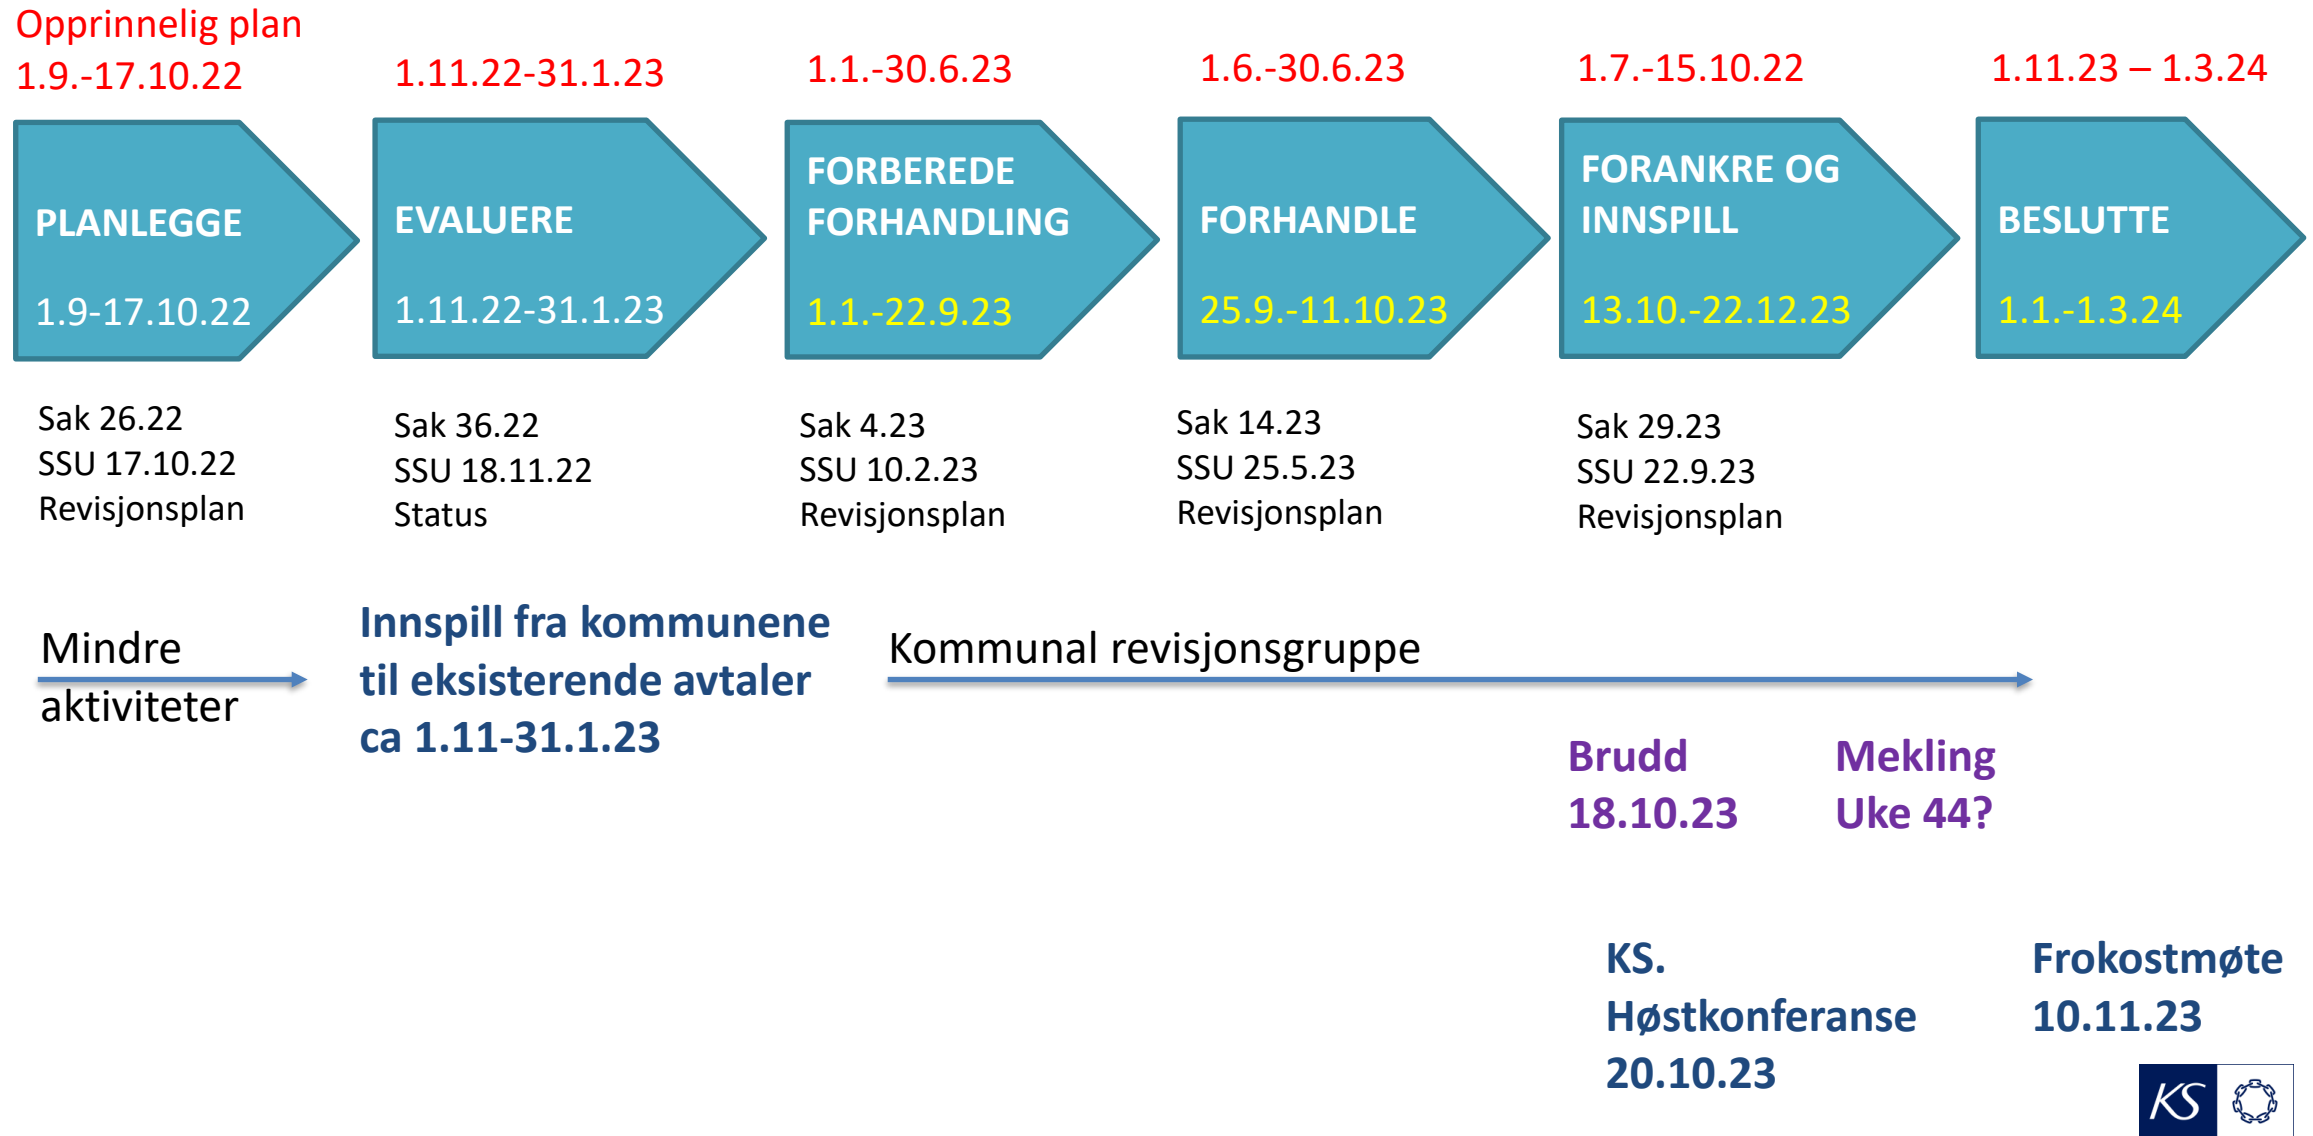 Opprinnelig plan
1.9.-17.10.22
1.11.22-31.1.23
1.1.-30.6.23
1.6.-30.6.23
1.7.-15.10.22
1.11.23 – 1.3.24
PLANLEGGE
1.9-17.10.22
EVALUERE
1.11.22-31.1.23
FORBEREDE
FORHANDLING
1.1.-22.9.23
FORHANDLE
25.9.-11.10.23
FORANKRE OG
INNSPILL
13.10.-22.12.23
BESLUTTE
1.1.-1.3.24
Sak 26.22
SSU 17.10.22
Revisjonsplan
Sak 36.22
SSU 18.11.22
Status
Sak 4.23
SSU 10.2.23
Revisjonsplan
Sak 14.23
SSU 25.5.23
Revisjonsplan
Sak 29.23
SSU 22.9.23
Revisjonsplan
Mindre
aktiviteter
Innspill fra kommunene
til eksisterende avtaler
ca 1.11-31.1.23
Kommunal revisjonsgruppe
Brudd
18.10.23
Mekling
Uke 44?
KS.
Høstkonferanse
20.10.23
Frokostmøte
10.11.23
KS